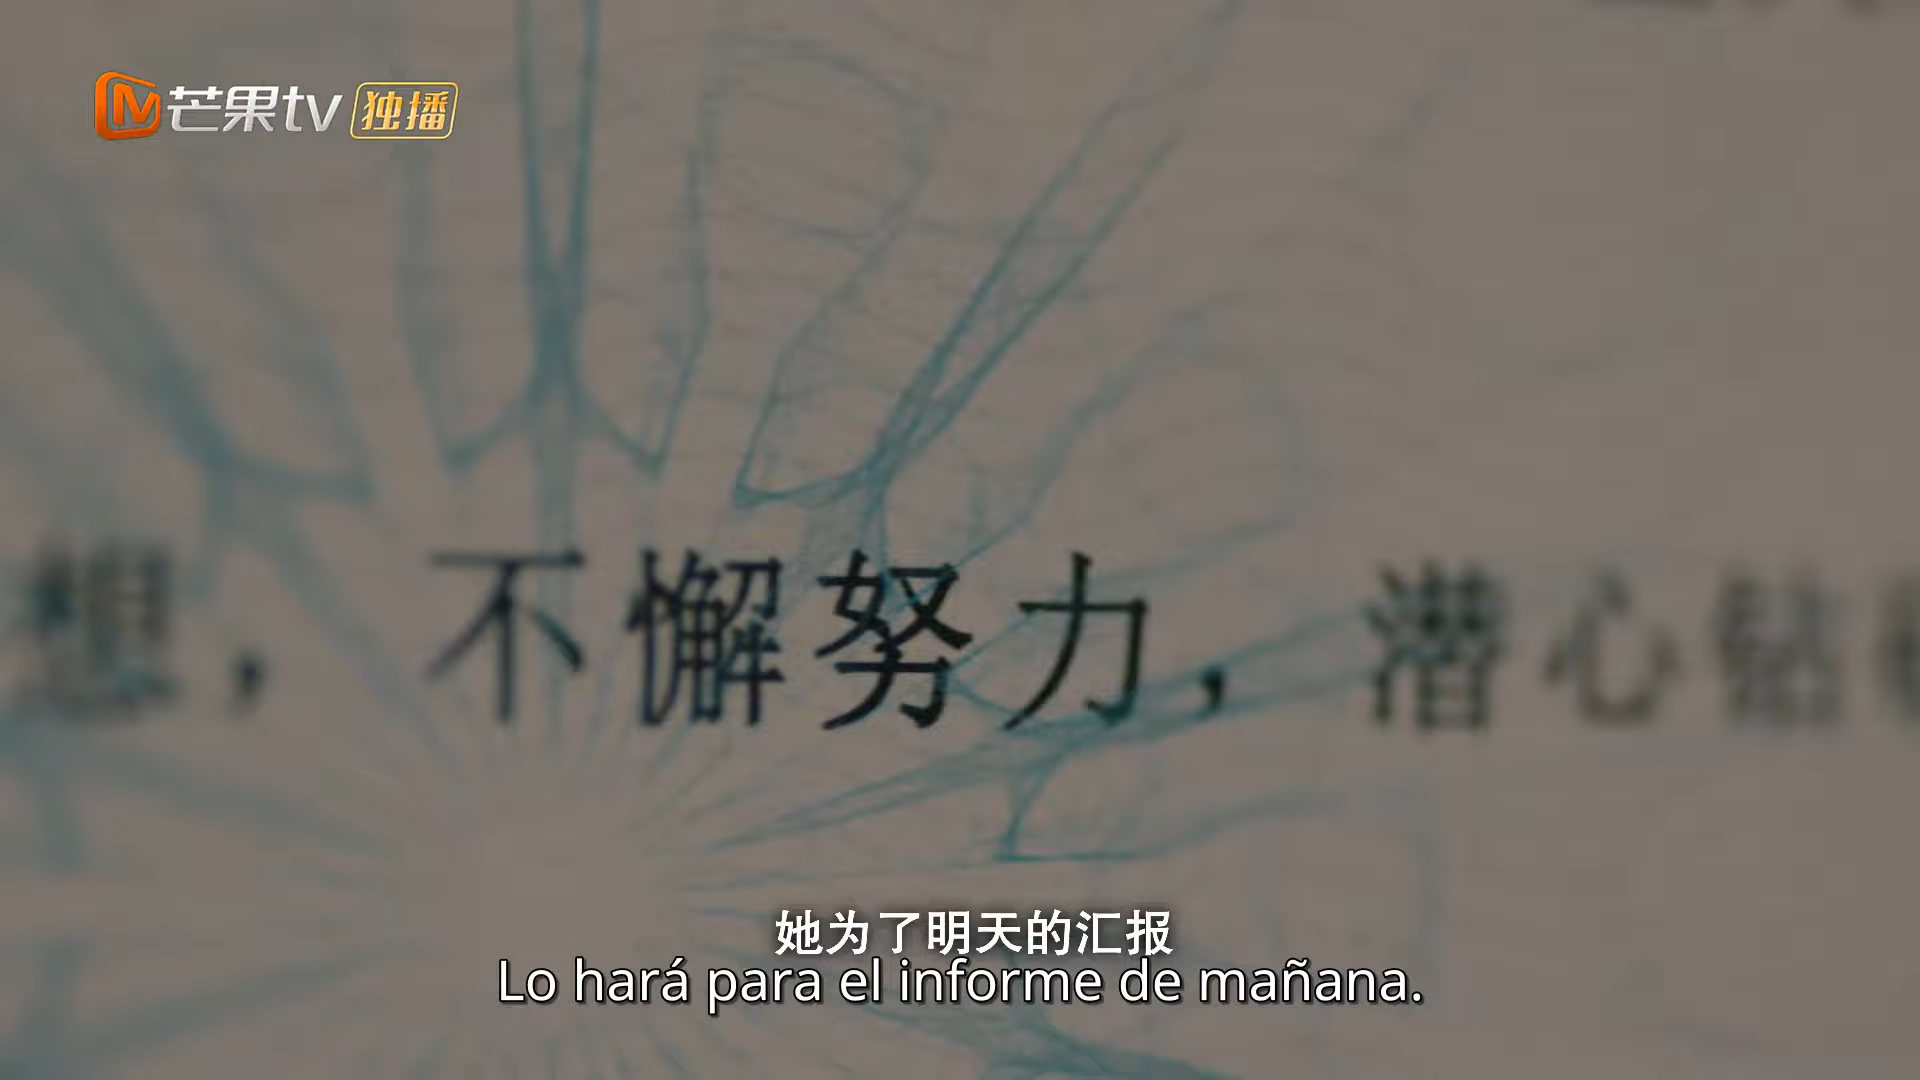 芒果tv 独播
想，不懈努力，潜心钻
她为了明天的汇报
Lo hará para el informe de mañana.